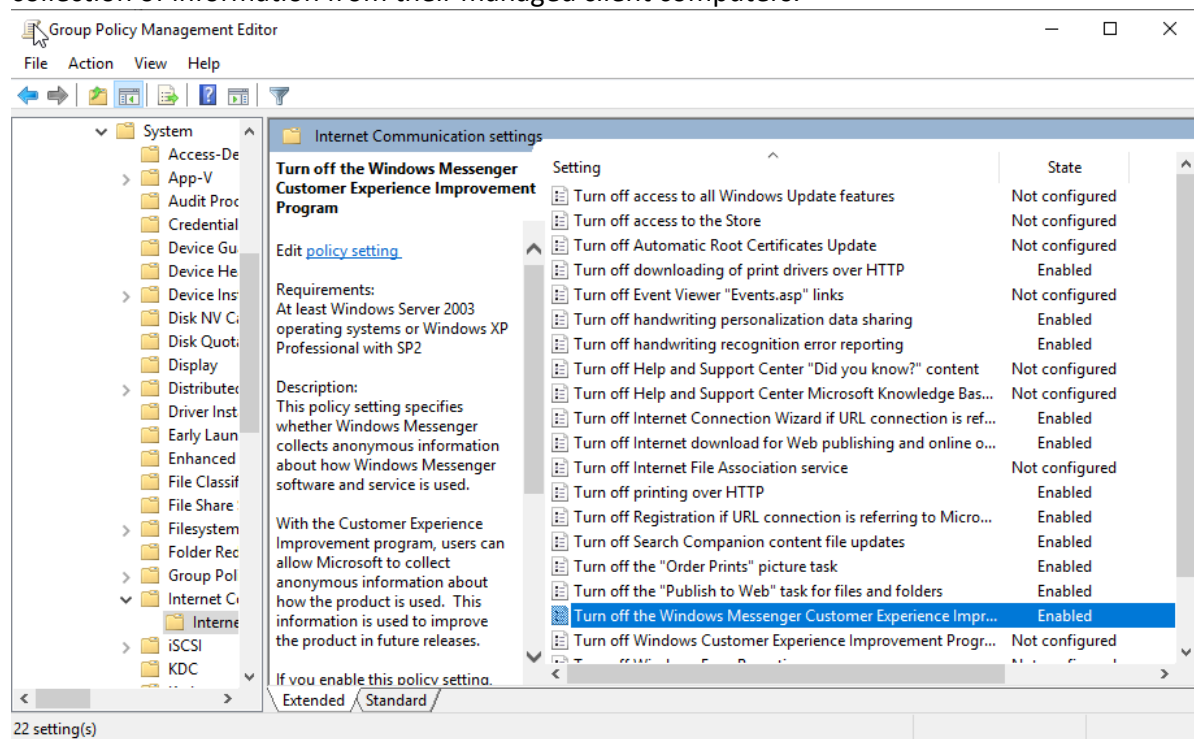 collection of information from their managed client computers.
Group Policy Management Editor
File Action View Help
System
Access-De
App-V
Audit Proc
Credential
Device Gu
Device He
Device Ins
Disk NV Ca
Disk Quota
Display
Distributed
Driver Inst
Early Laun
Enhanced
File Classif
File Share
Filesystem
Folder Red
Group Pol
Internet Co
Interne
iSCSI
KDC
Internet Communication settings
Turn off the Windows Messenger
Customer Experience Improvement
Program
Edit policy setting
Requirements:
At least Windows Server 2003
operating systems or Windows XP
Professional with SP2
Description:
This policy setting specifies
whether Windows Messenger
collects anonymous information
about how Windows Messenger
software and service is used.
With the Customer Experience
Improvement program, users can
allow Microsoft to collect
anonymous information about
how the product is used. This
information is used to improve
the product in future releases.
If you enable this policy setting,
Setting State
Turn off access to all Windows Update features Not configured
Turn off access to the Store Not configured
Turn off Automatic Root Certificates Update Not configured
Turn off downloading of print drivers over HTTP Enabled
Turn off Event Viewer "Events.asp" links Not configured
Turn off handwriting personalization data sharing Enabled
Turn off handwriting recognition error reporting Enabled
Turn off Help and Support Center "Did you know?" content Not configured
Turn off Help and Support Center Microsoft Knowledge Bas... Not configured
Turn off Internet Connection Wizard if URL connection is ref... Enabled
Turn off Internet download for Web publishing and online o... Enabled
Turn off Internet File Association service Not configured
Turn off printing over HTTP Enabled
Turn off Registration if URL connection is referring to Micro... Enabled
Turn off Search Companion content file updates Enabled
Turn off the "Order Prints" picture task Enabled
Turn off the "Publish to Web" task for files and folders Enabled
Turn off the Windows Messenger Customer Experience Impr... Enabled
Turn off Windows Customer Experience Improvement Progr... Not configured
Extended Standard
22 setting(s)